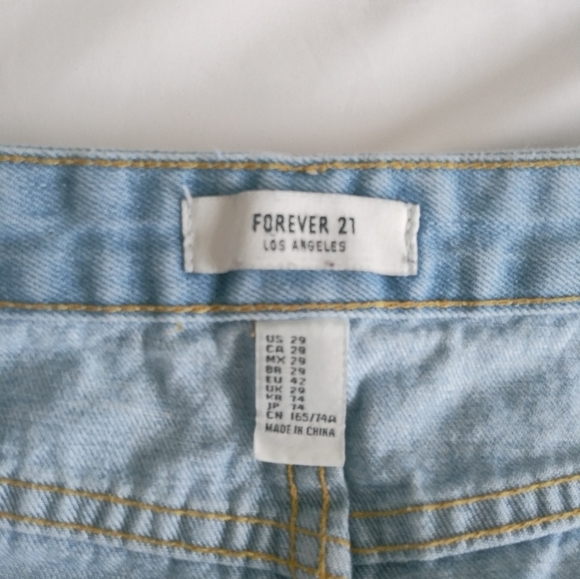 FOREVER 21
LOS ANGELES
US 29
CA 29
MX 29
BR 29
EU 42
UK 29
KR 74
JP 74
CN 165/74A
MADE IN CHINA